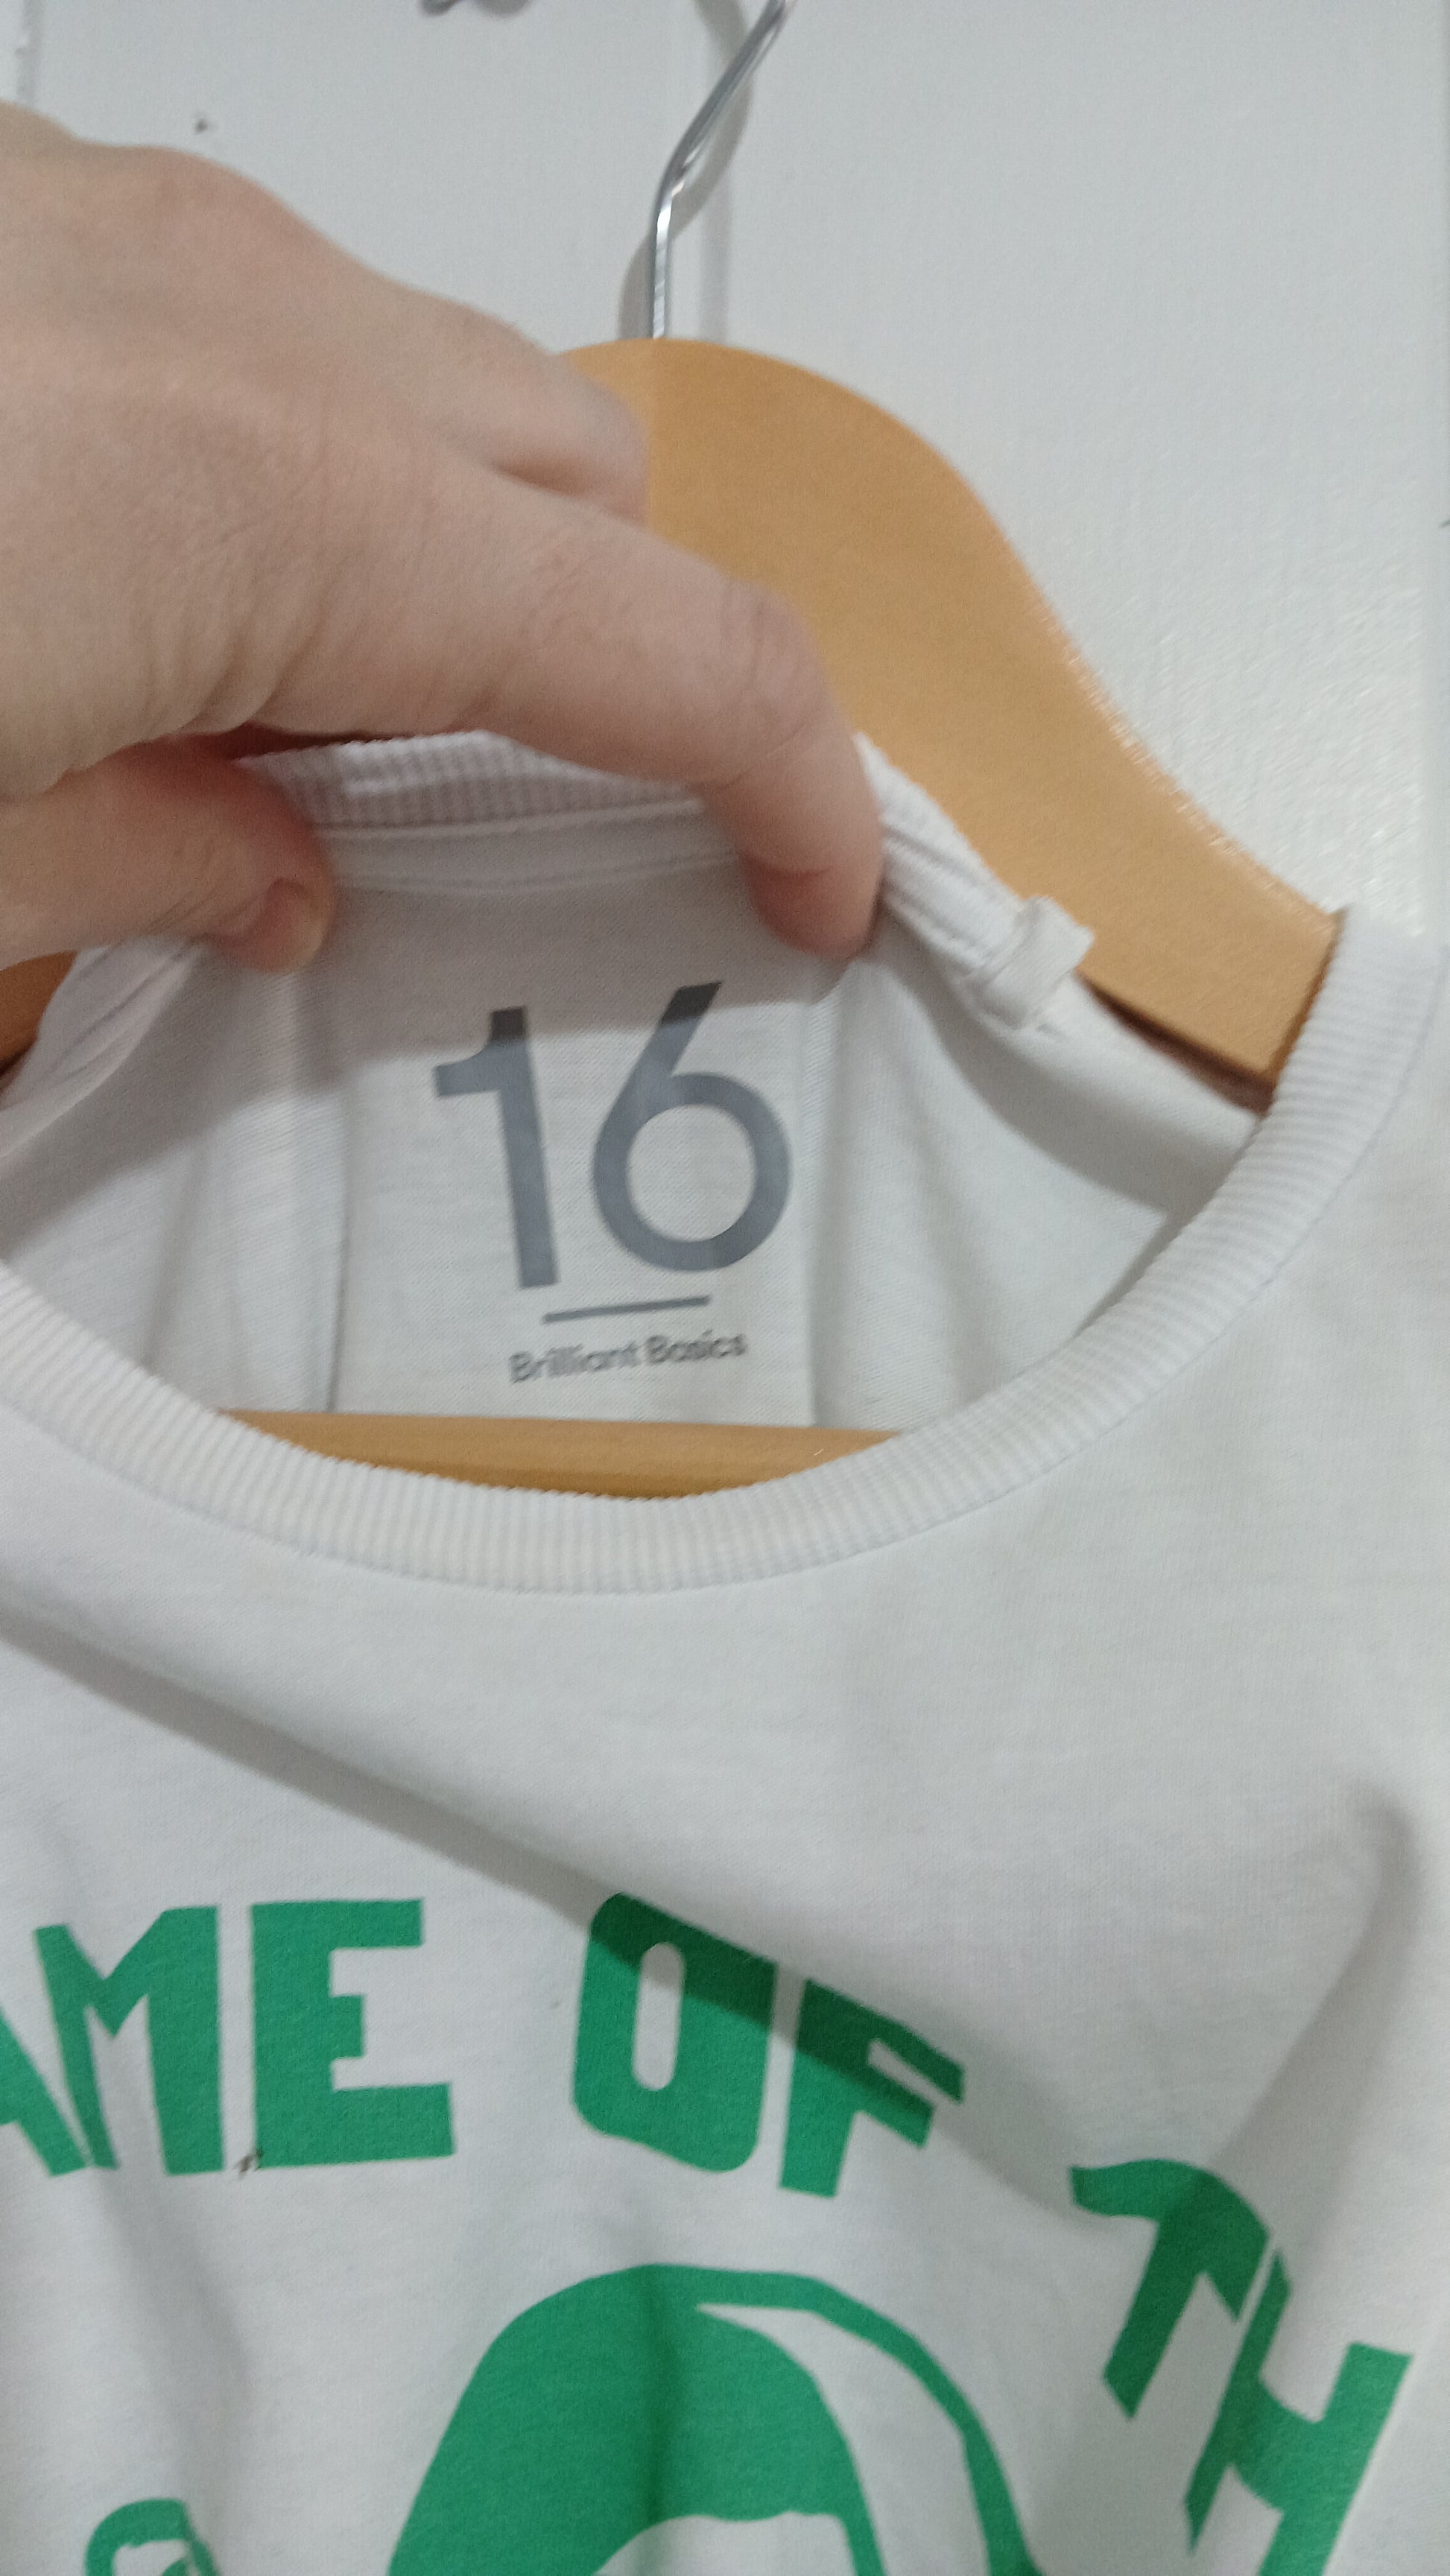 16
Brilliant Basics
AME OF TH